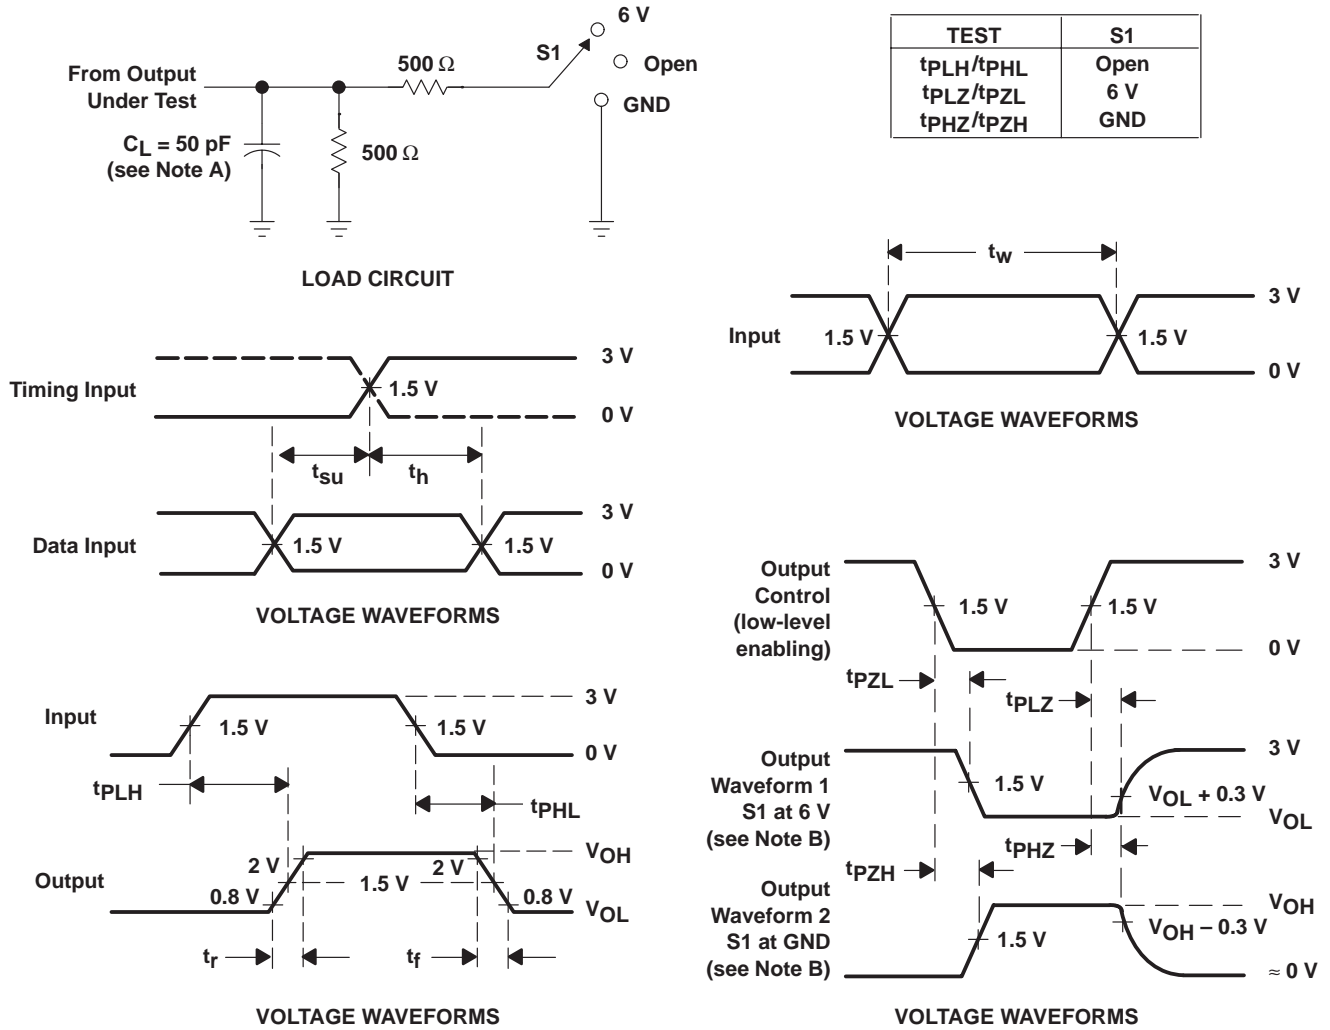 6 V
S1
Open
GND
500 Ω
From Output
Under Test
CL = 50 pF
(see Note A)
500 Ω
LOAD CIRCUIT
TEST S1
tPLH/tPHL Open
tPLZ/tPZL 6 V
tPHZ/tPZH GND
tw
3 V
Input
1.5 V
1.5 V
0 V
VOLTAGE WAVEFORMS
3 V
Timing Input
1.5 V
0 V
tsu
th
3 V
Data Input
1.5 V
1.5 V
0 V
VOLTAGE WAVEFORMS
3 V
Input
1.5 V
1.5 V
0 V
tPLH
tPHL
VOH
2 V
2 V
Output
1.5 V
0.8 V
0.8 V
VOL
tr
tf
VOLTAGE WAVEFORMS
Output
Control
(low-level
enabling)
3 V
1.5 V
1.5 V
0 V
tPZL
tPLZ
Output
Waveform 1
S1 at 6 V
(see Note B)
3 V
1.5 V
VOL + 0.3 V
VOL
tPHZ
tPZH
Output
Waveform 2
S1 at GND
(see Note B)
VOH
1.5 V
VOH − 0.3 V
≈ 0 V
VOLTAGE WAVEFORMS